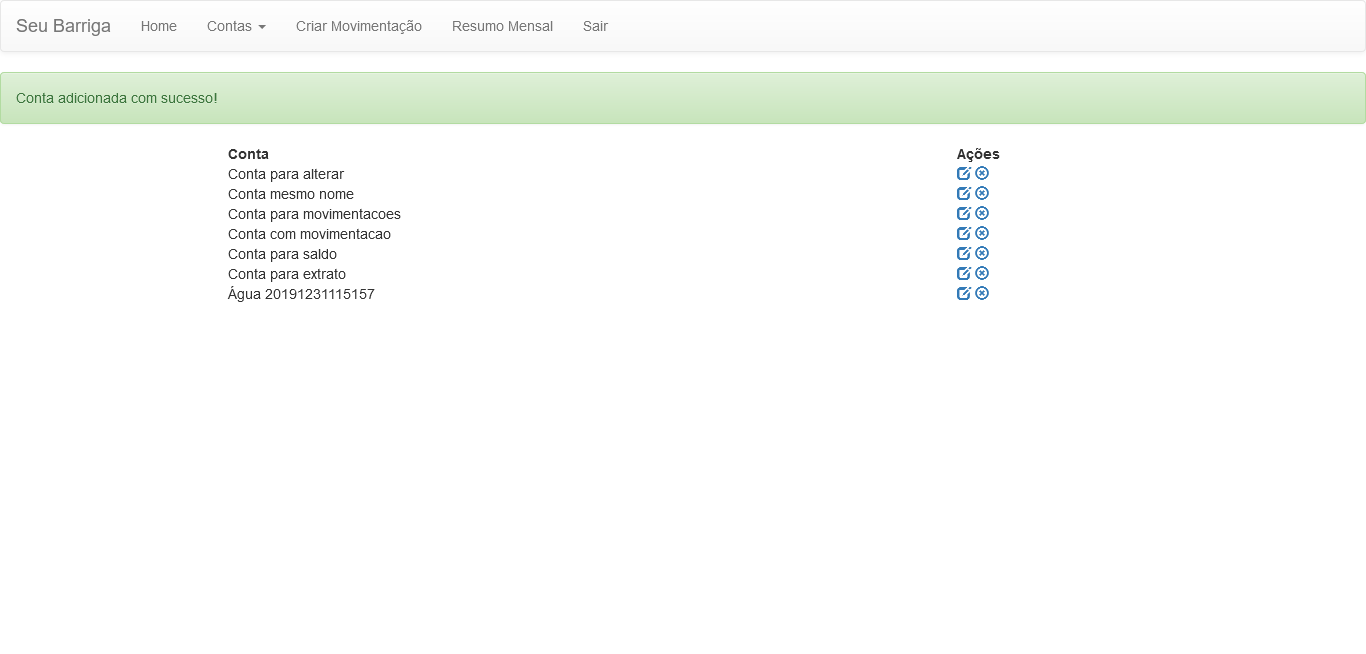 Seu Barriga Home Contas Criar Movimentação Resumo Mensal Sair
Conta adicionada com sucesso!
Conta Ações
Conta para alterar
Conta mesmo nome
Conta para movimentacoes
Conta com movimentacao
Conta para saldo
Conta para extrato
Água 20191231115157